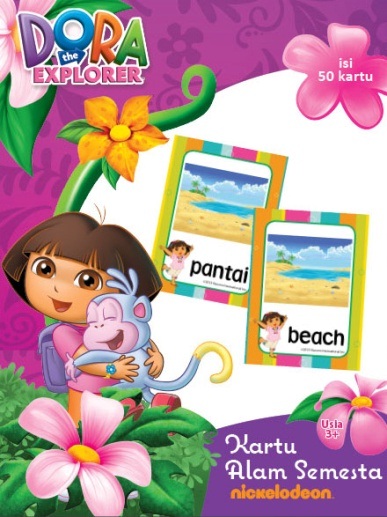 DORA
the
EXPLORER
isi
50 kartu
pantai
beach
Usia
3+
Kartu
Alam Semesta
nickelodeon